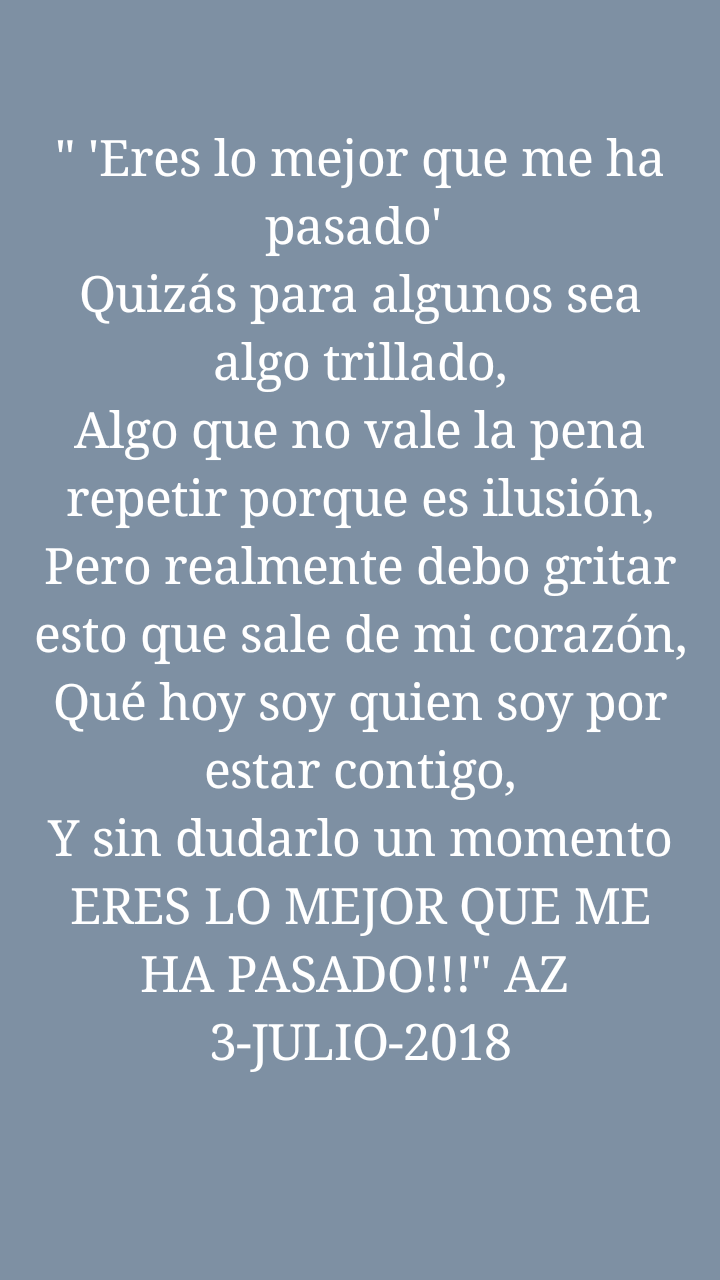 " 'Eres lo mejor que me ha
pasado'
Quizás para algunos sea
algo trillado,
Algo que no vale la pena
repetir porque es ilusión,
Pero realmente debo gritar
esto que sale de mi corazón,
Qué hoy soy quien soy por
estar contigo,
Y sin dudarlo un momento
ERES LO MEJOR QUE ME
HA PASADO!!!" AZ
3-JULIO-2018